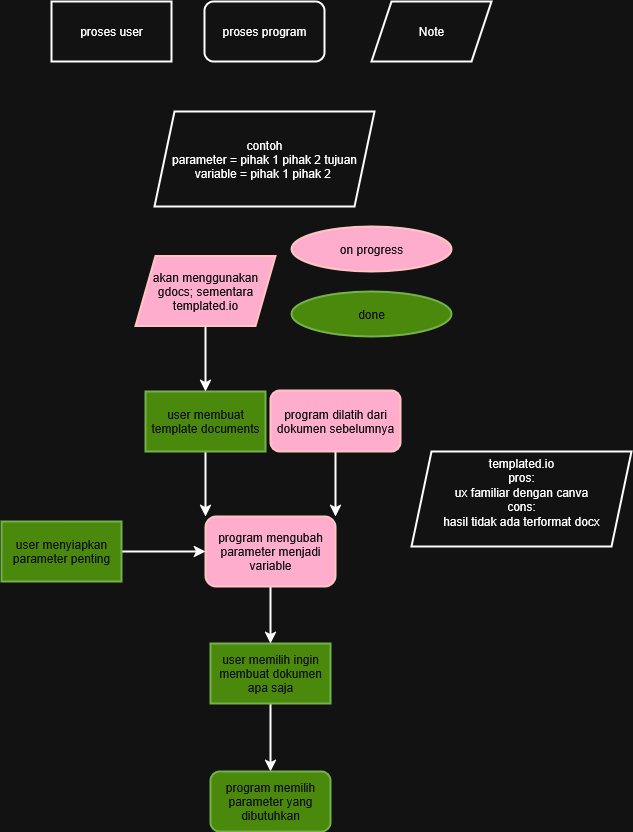 proses user
proses program
Note
contoh
parameter = pihak 1 pihak 2 tujuan
variable = pihak 1 pihak 2
on progress
akan menggunakan
gdocs; sementara
templated.io
done
user membuat
template documents
program dilatih dari
dokumen sebelumnya
templated.io
pros:
ux familiar dengan canva
cons:
hasil tidak ada terformat docx
user menyiapkan
parameter penting
program mengubah
parameter menjadi
variable
user memilih ingin
membuat dokumen
apa saja
program memilih
parameter yang
dibutuhkan